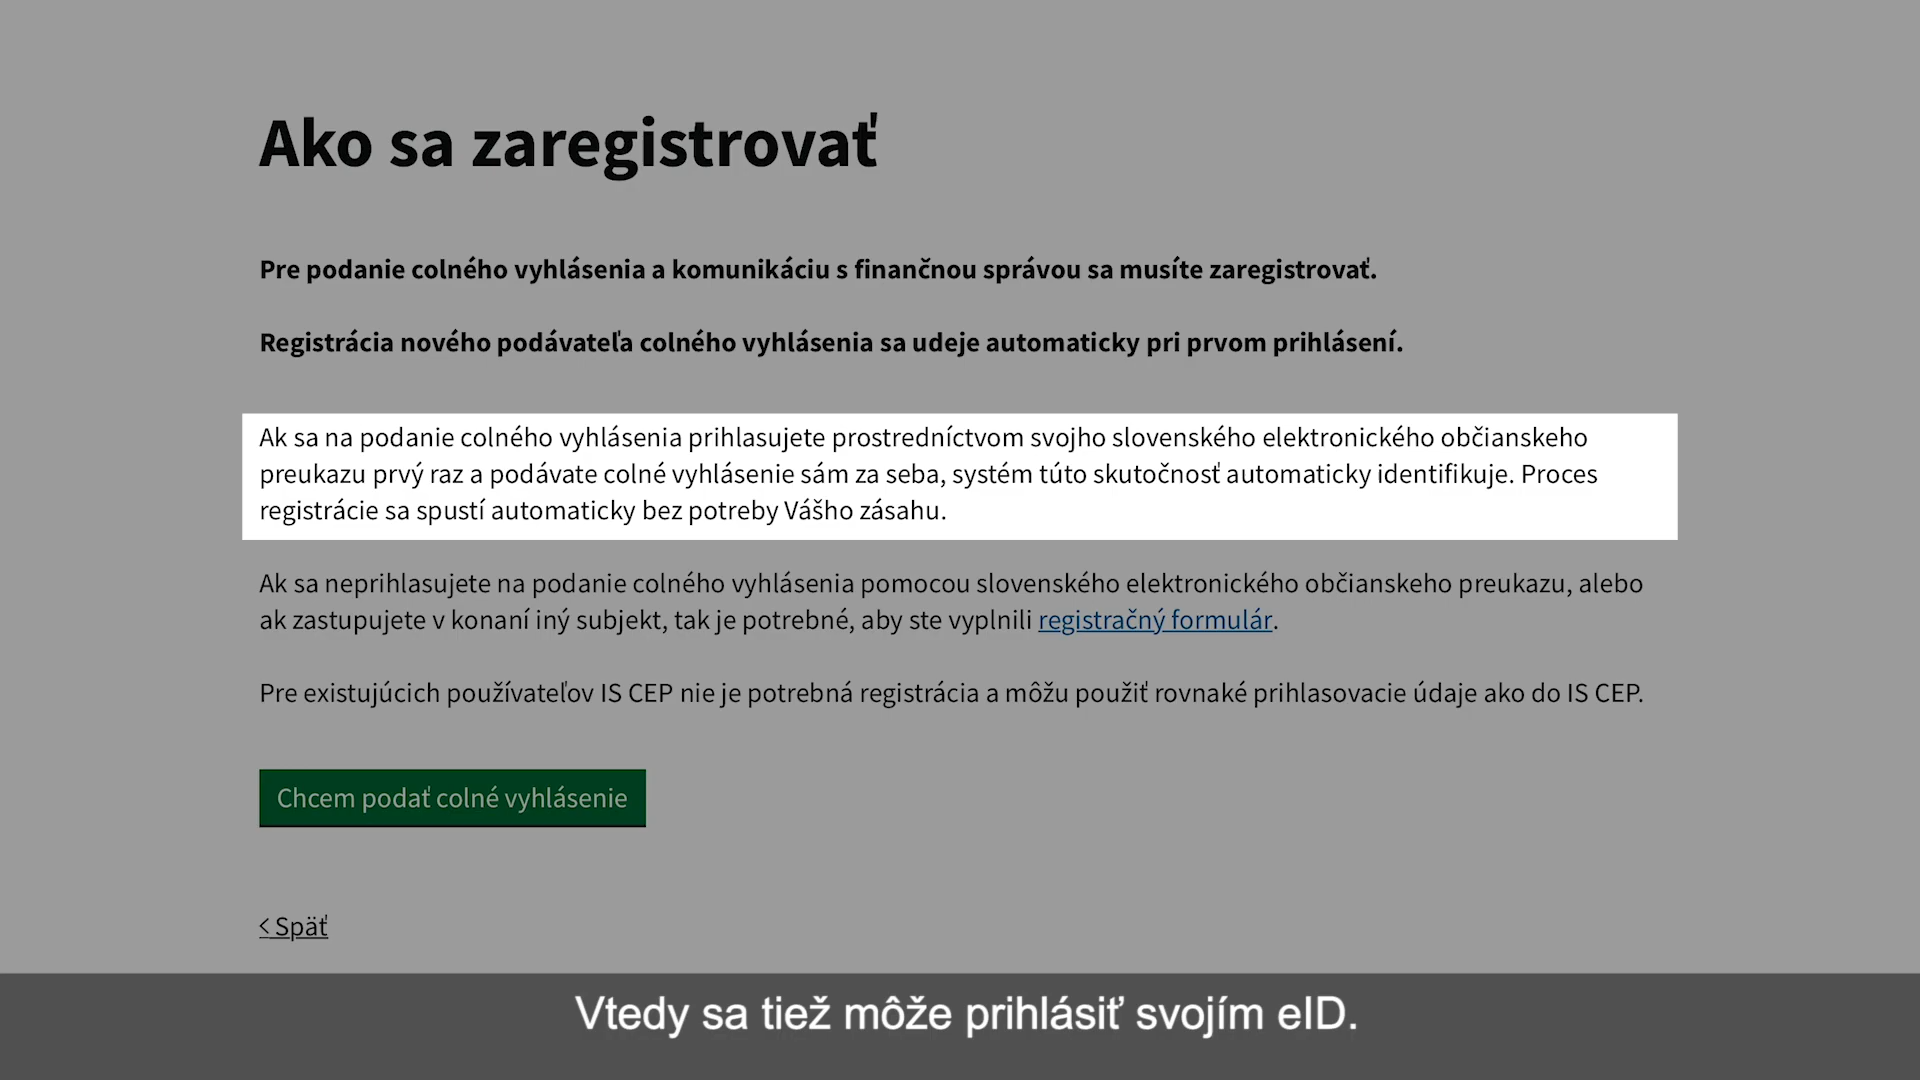 Ako sa zaregistrovať
Pre podanie colného vyhlásenia a komunikáciu s finančnou správou sa musíte zaregistrovať.
Registrácia nového podávateľa colného vyhlásenia sa udeje automaticky pri prvom prihlásení.
Ak sa na podanie colného vyhlásenia prihlasujete prostredníctvom svojho slovenského elektronického občianskeho
preukazu prvý raz a podávate colné vyhlásenie sám za seba, systém túto skutočnosť automaticky identifikuje. Proces
registrácie sa spustí automaticky bez potreby Vášho zásahu.
Ak sa neprihlasujete na podanie colného vyhlásenia pomocou slovenského elektronického občianskeho preukazu, alebo
ak zastupujete v konaní iný subjekt, tak je potrebné, aby ste vyplnili registračný formulár.
Pre existujúcich používateľov IS CEP nie je potrebná registrácia a môžu použiť rovnaké prihlasovacie údaje ako do IS CEP.
Chcem podať colné vyhlásenie
< Späť
Vtedy sa tiež môže prihlásiť svojím eID.